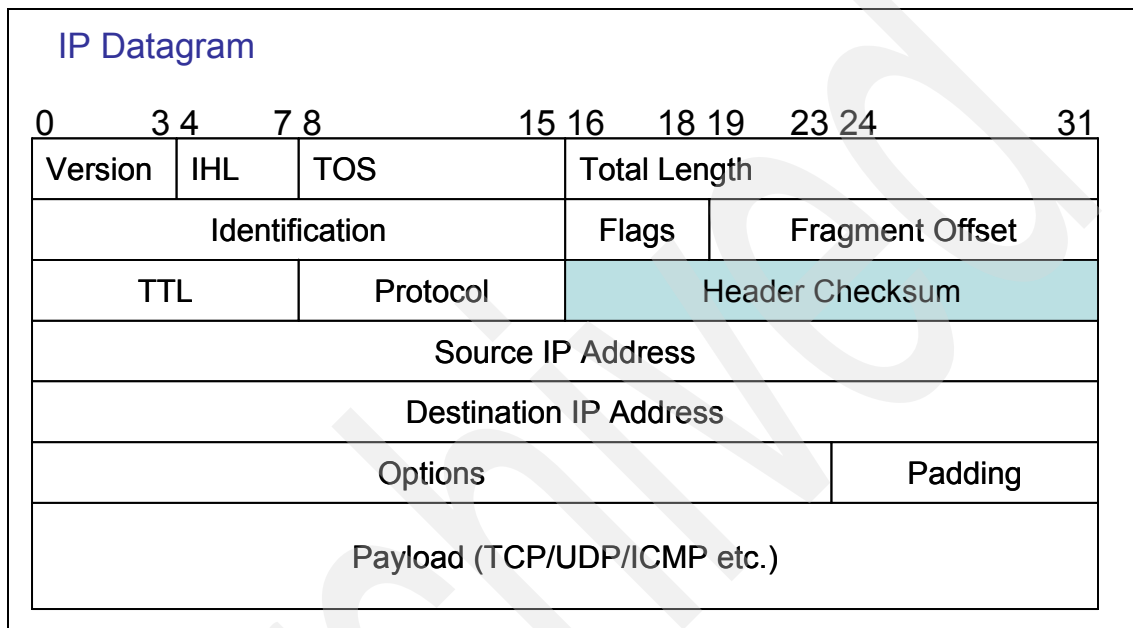 IP Datagram
0 3 4 7 8 15 16 18 19 23 24 31
Version IHL TOS Total Length
Identification Flags Fragment Offset
TTL Protocol Header Checksum
Source IP Address
Destination IP Address
Options Padding
Payload (TCP/UDP/ICMP etc.)